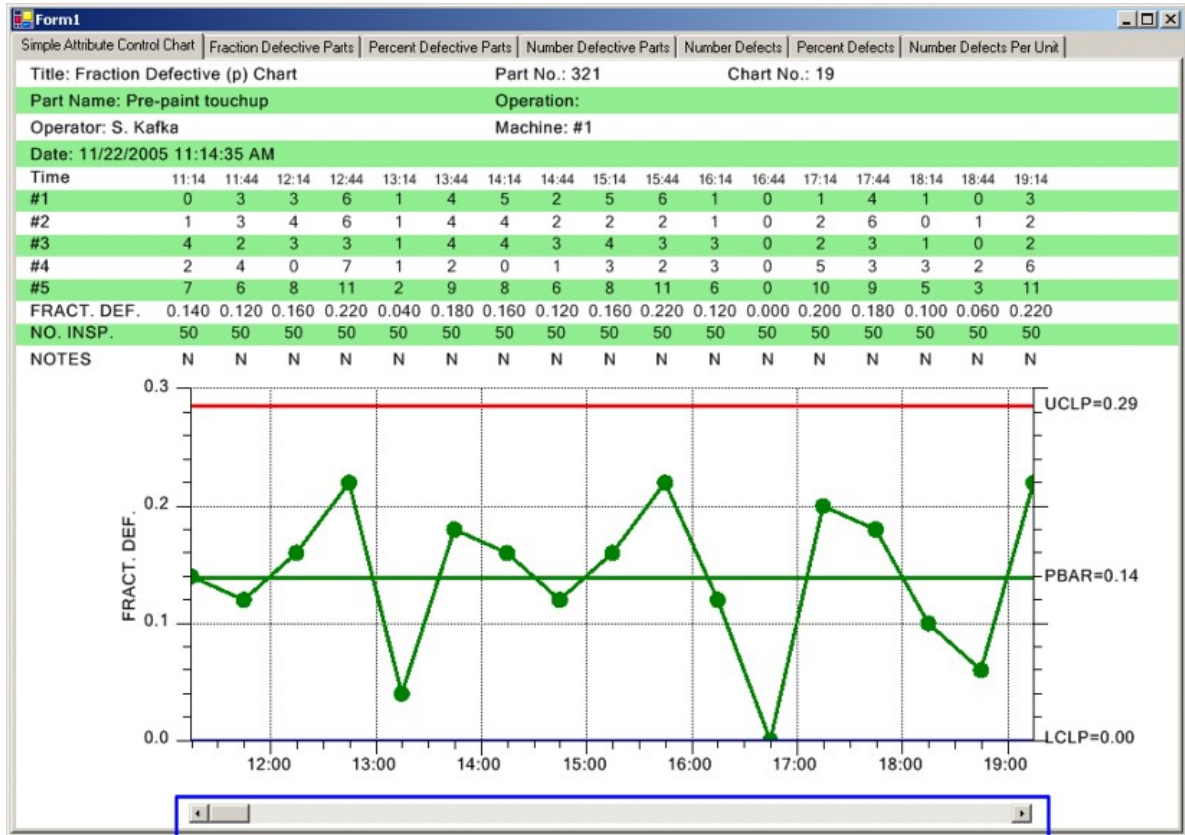 Form1
Simple Attribute Control Chart Fraction Defective Parts Percent Defective Parts Number Defective Parts Number Defects Percent Defects Number Defects Per Unit
Title: Fraction Defective (p) Chart Part No.: 321 Chart No.: 19
Part Name: Pre-paint touchup Operation:
Operator: S. Kafka Machine: #1
Date: 11/22/2005 11:14:35 AM
Time 11:14 11:44 12:14 12:44 13:14 13:44 14:14 14:44 15:14 15:44 16:14 16:44 17:14 17:44 18:14 18:44 19:14
#1 0 3 3 6 1 4 5 2 5 6 1 0 1 4 1 0 3
#2 1 3 4 6 1 4 4 2 2 2 1 0 2 6 0 1 2
#3 4 2 3 3 1 4 4 3 4 3 3 0 2 3 1 0 2
#4 2 4 0 7 1 2 0 1 3 2 3 0 5 3 3 2 6
#5 7 6 8 11 2 9 8 6 8 11 6 0 10 9 5 3 11
FRACT. DEF. 0.140 0.120 0.160 0.220 0.040 0.180 0.160 0.120 0.160 0.220 0.120 0.000 0.200 0.180 0.100 0.060 0.220
NO. INSP. 50 50 50 50 50 50 50 50 50 50 50 50 50 50 50 50 50
NOTES N N N N N N N N N N N N N N N N N
0.3
UCLP=0.29
0.2
FRACT. DEF.
PBAR=0.14
0.1
0.0
LCLP=0.00
12:00 13:00 14:00 15:00 16:00 17:00 18:00 19:00